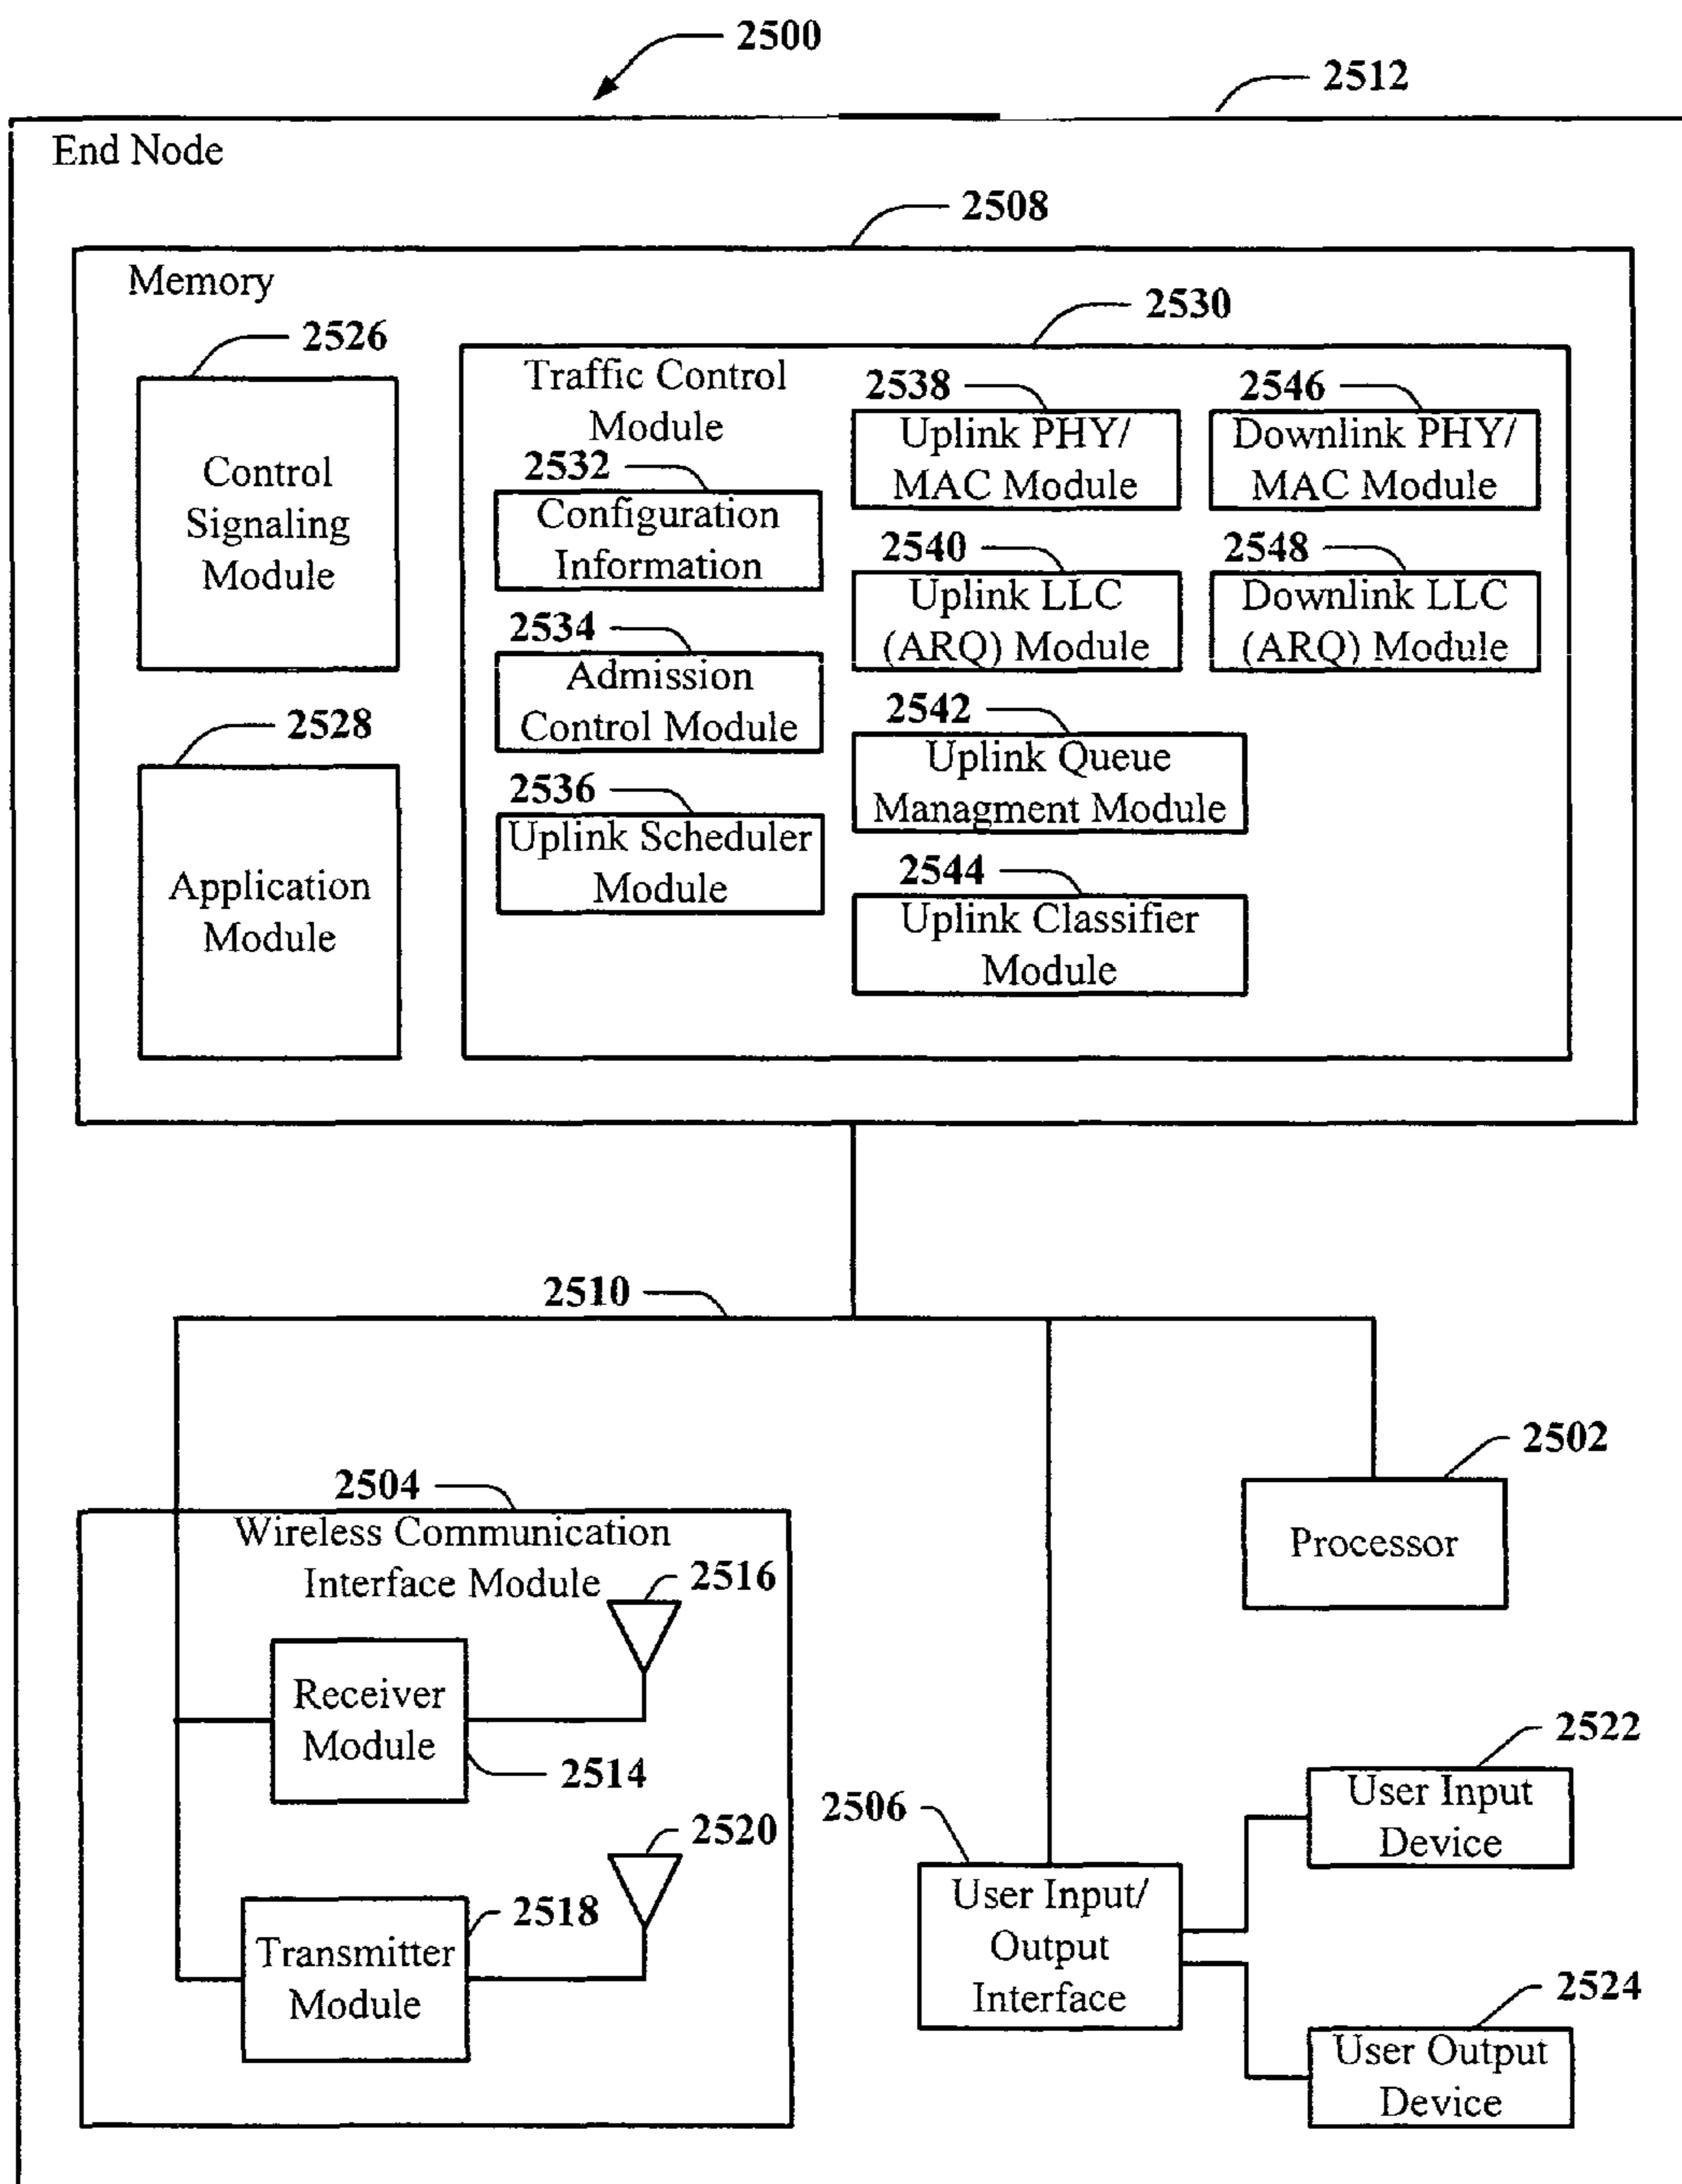 2500
2512
End Node
2508
Memory
2530
2526
Control
Signaling
Module
2528
Application
Module
Traffic Control
Module
2532
Configuration
Information
2534
Admission
Control Module
2536
Uplink Scheduler
Module
2538
Uplink PHY/
MAC Module
2546
Downlink PHY/
MAC Module
2540
Uplink LLC
(ARQ) Module
2548
Downlink LLC
(ARQ) Module
2542
Uplink Queue
Managment Module
2544
Uplink Classifier
Module
2510
2504
Wireless Communication
Interface Module
2516
Receiver
Module
2514
2520
2518
Transmitter
Module
2502
Processor
2506
User Input/
Output
Interface
2522
User Input
Device
2524
User Output
Device